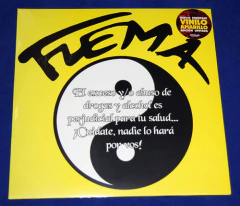 FLEMA
VINILO
AMARILLO
El exceso y/o abuso de
drogas y alcohol es
perjudicial para tu salud...
¡Cuidate, nadie lo hará
por vos!